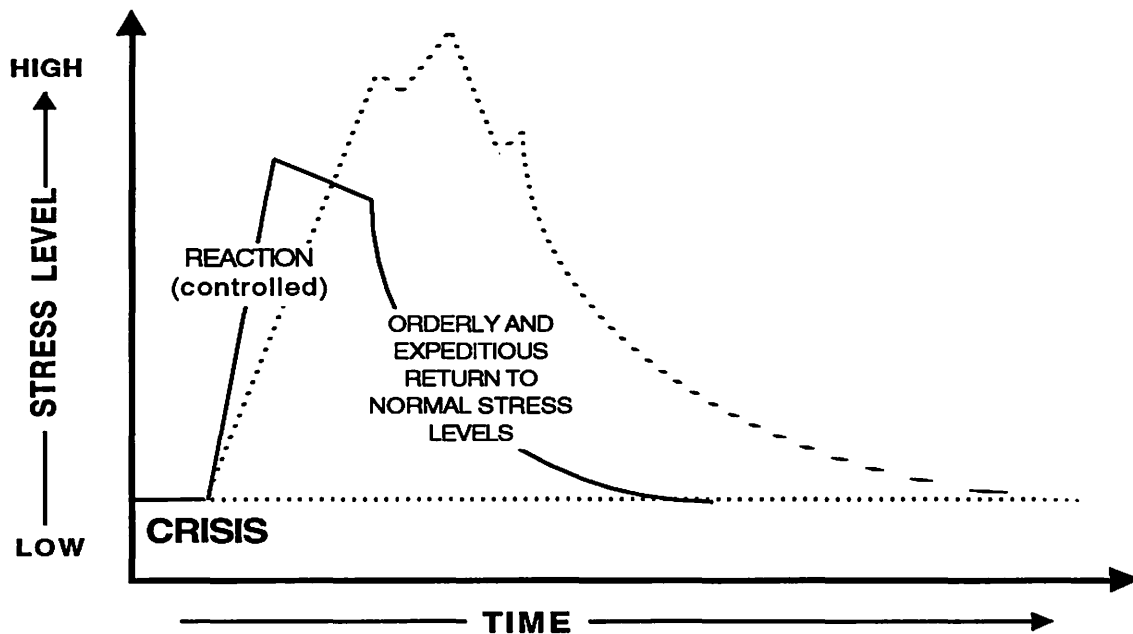 HIGH
STRESS LEVEL
LOW
REACTION
(controlled)
ORDERLY AND
EXPEDITIOUS
RETURN TO
NORMAL STRESS
LEVELS
CRISIS
TIME